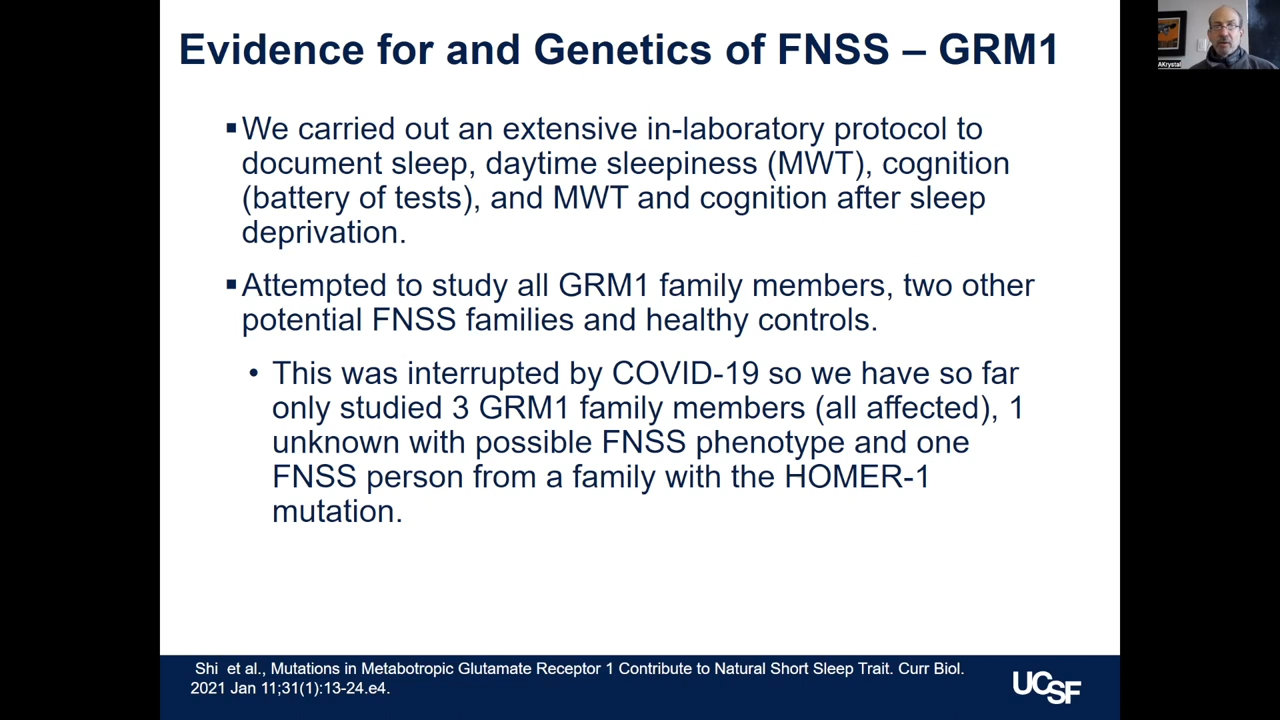 Evidence for and Genetics of FNSS – GRM1
AKrystal
▪We carried out an extensive in-laboratory protocol to
document sleep, daytime sleepiness (MWT), cognition
(battery of tests), and MWT and cognition after sleep
deprivation.
▪Attempted to study all GRM1 family members, two other
potential FNSS families and healthy controls.
• This was interrupted by COVID-19 so we have so far
only studied 3 GRM1 family members (all affected), 1
unknown with possible FNSS phenotype and one
FNSS person from a family with the HOMER-1
mutation.
Shi et al., Mutations in Metabotropic Glutamate Receptor 1 Contribute to Natural Short Sleep Trait. Curr Biol.
2021 Jan 11;31(1):13-24.e4.
UCSF